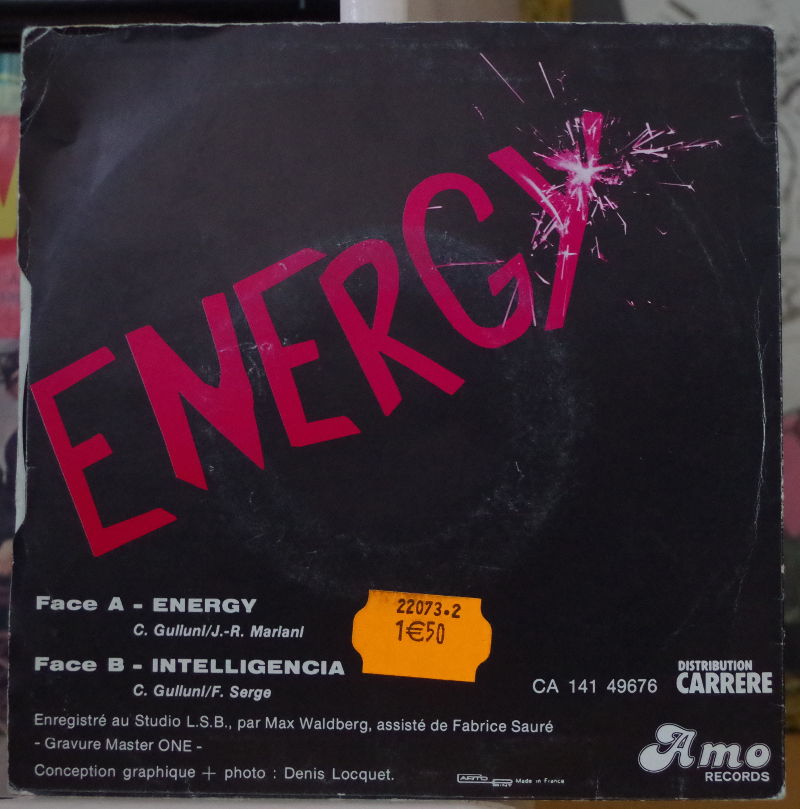 ENERGY
Face A - ENERGY
C. Gulluni/J.-R. Mariani
22073.2
1€50
Face B - INTELLIGENCIA
C. Gulluni/F. Serge
CA 141 49676
DISTRIBUTION
CARRERE
Enregistré au Studio L.S.B., par Max Waldberg, assisté de Fabrice Sauré
- Gravure Master ONE -
Conception graphique + photo : Denis Locquet.
Made in France
Amo
RECORDS